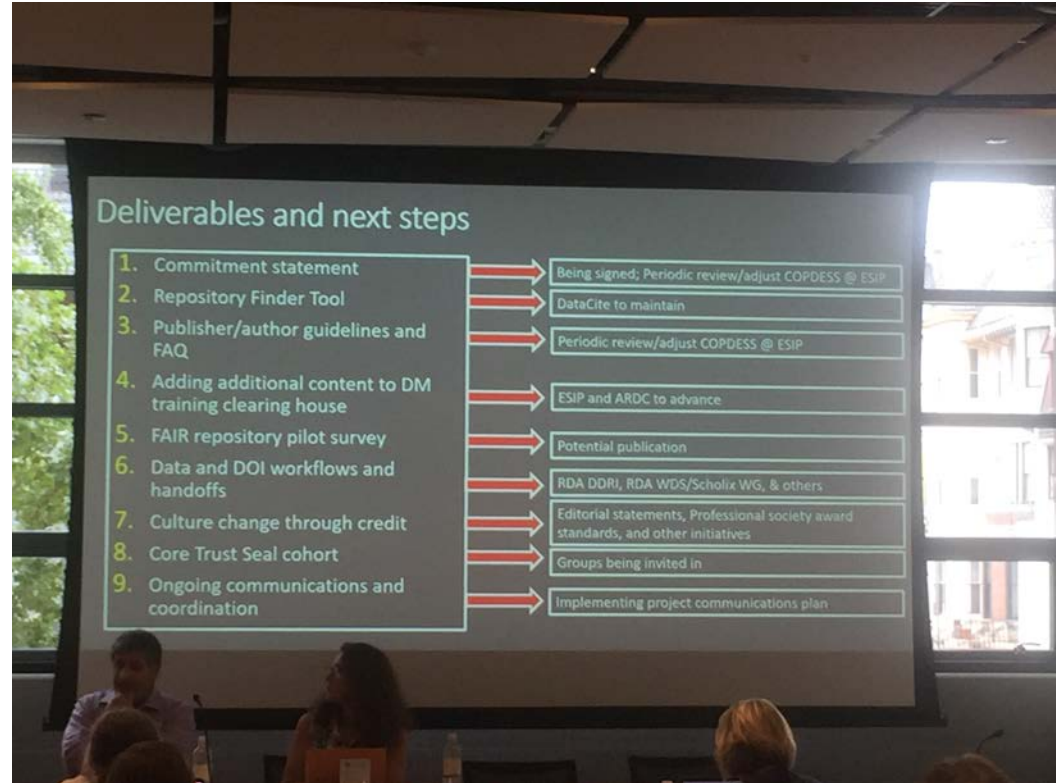 Deliverables and next steps
1. Commitment statement
Being signed; Periodic review/adjust COPDESS @ ESIP
2. Repository Finder Tool
DataCite to maintain
3. Publisher/author guidelines and
FAQ
Periodic review/adjust COPDESS @ ESIP
4. Adding additional content to DM
training clearing house
ESIP and ARDC to advance
5. FAIR repository pilot survey
Potential publication
6. Data and DOI workflows and
handoffs
RDA DDRI, RDA WDS/Scholix WG, & others
7. Culture change through credit
Editorial statements, Professional society award
standards, and other initiatives
8. Core Trust Seal cohort
Groups being invited in
9. Ongoing communications and
coordination
Implementing project communications plan